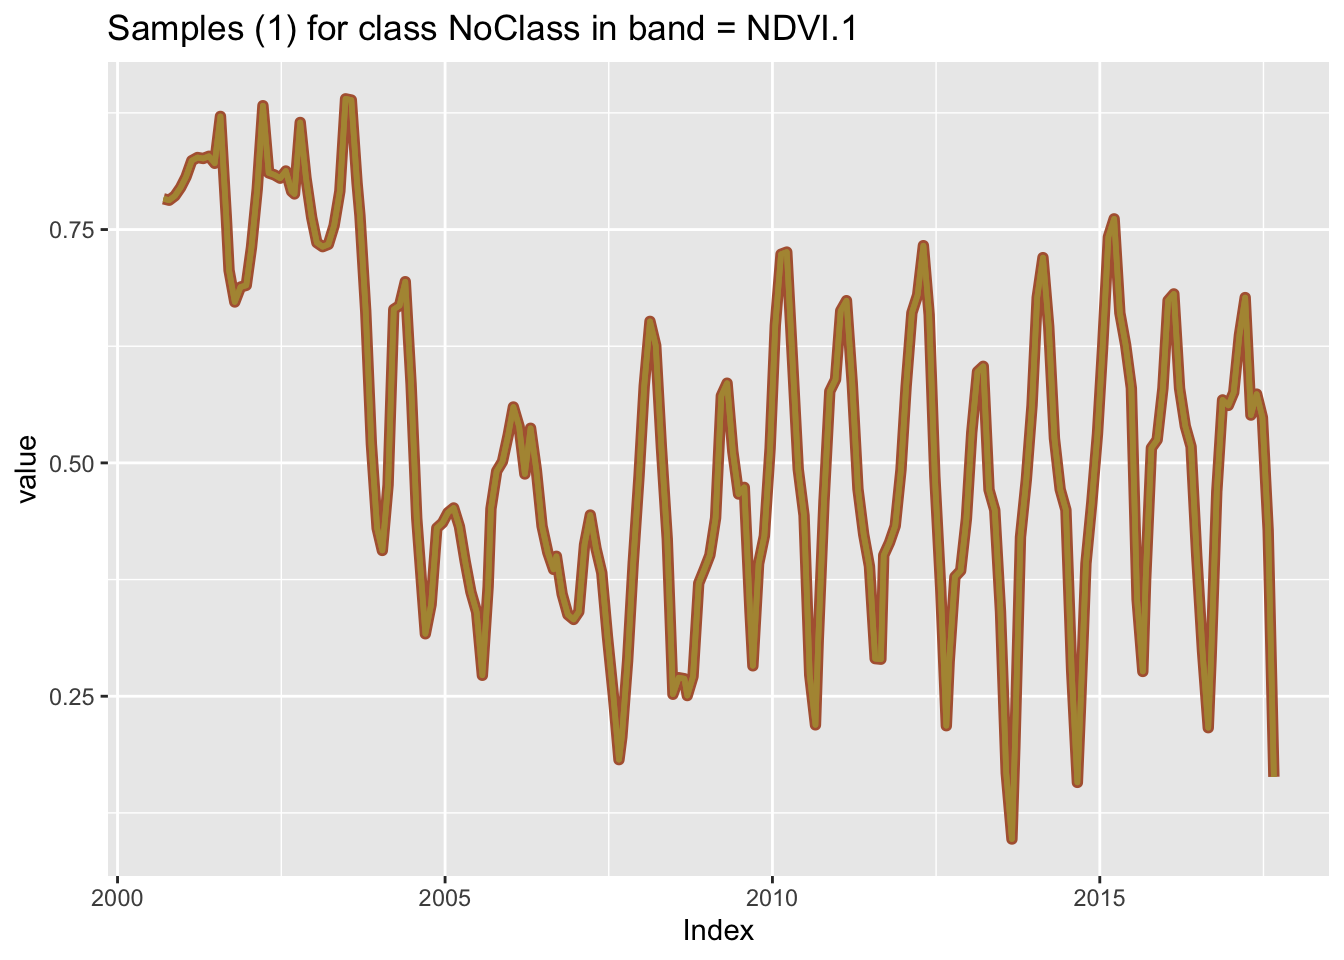 Samples (1) for class NoClass in band = NDVI.1
value
0.75
0.50
0.25
2000 2005 2010 2015
Index